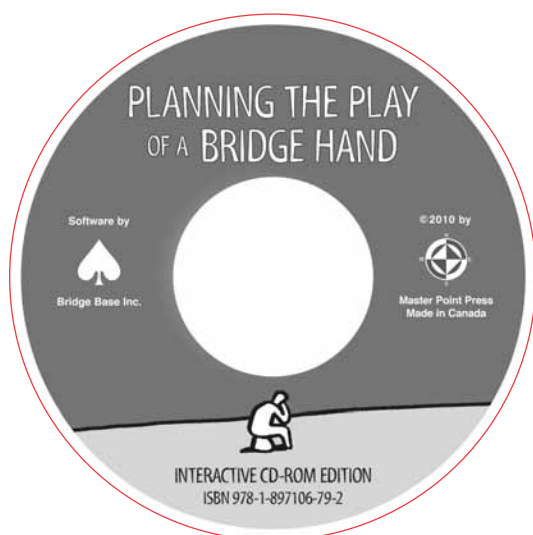 PLANNING THE PLAY
OF A BRIDGE HAND
Software by
Bridge Base Inc.
©2010 by
Master Point Press
Made in Canada
INTERACTIVE CD-ROM EDITION
ISBN 978-1-897106-79-2